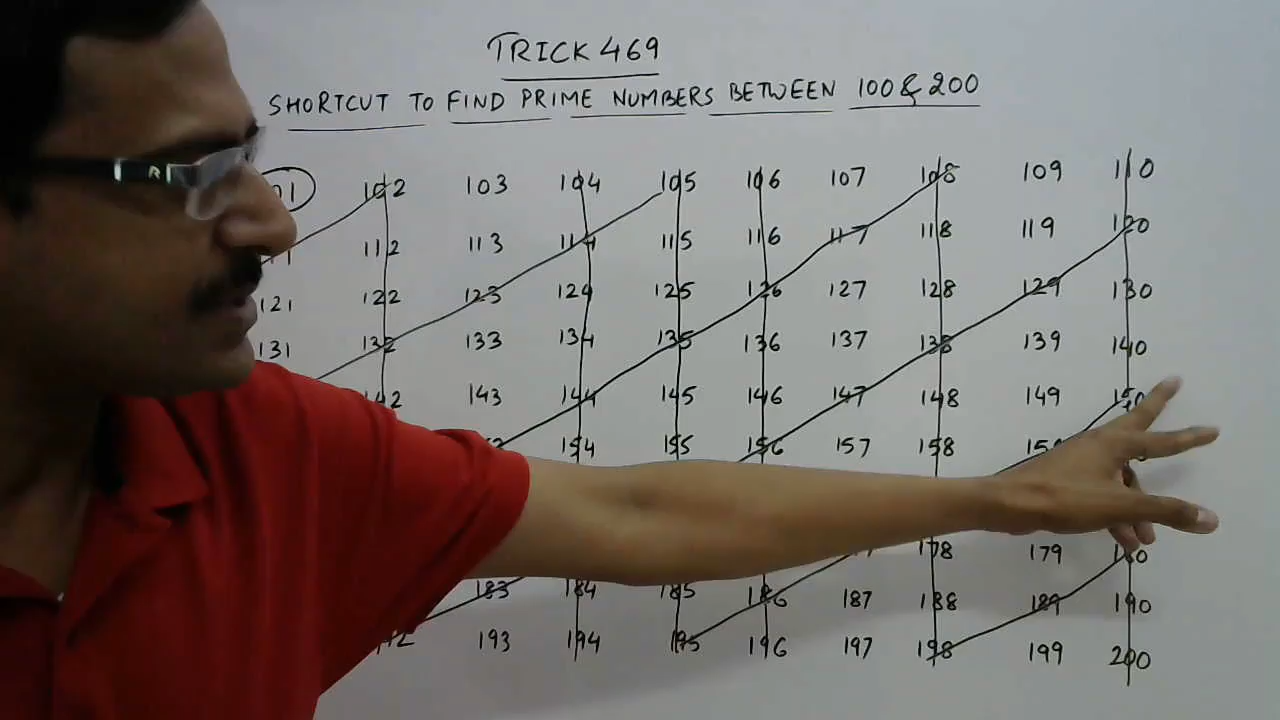 TRICK 469
SHORTCUT TO FIND PRIME NUMBERS BETWEEN 100 & 200
102 103 104 105 106 107 108 109 110
112 113 114 115 116 117 118 119 120
121 122 123 124 125 126 127 128 129 130
131 132 133 134 135 136 137 138 139 140
142 143 144 145 146 147 148 149 150
154 155 156 157 158 159
178 179 180
183 184 185 186 187 188 189 190
192 193 194 195 196 197 198 199 200